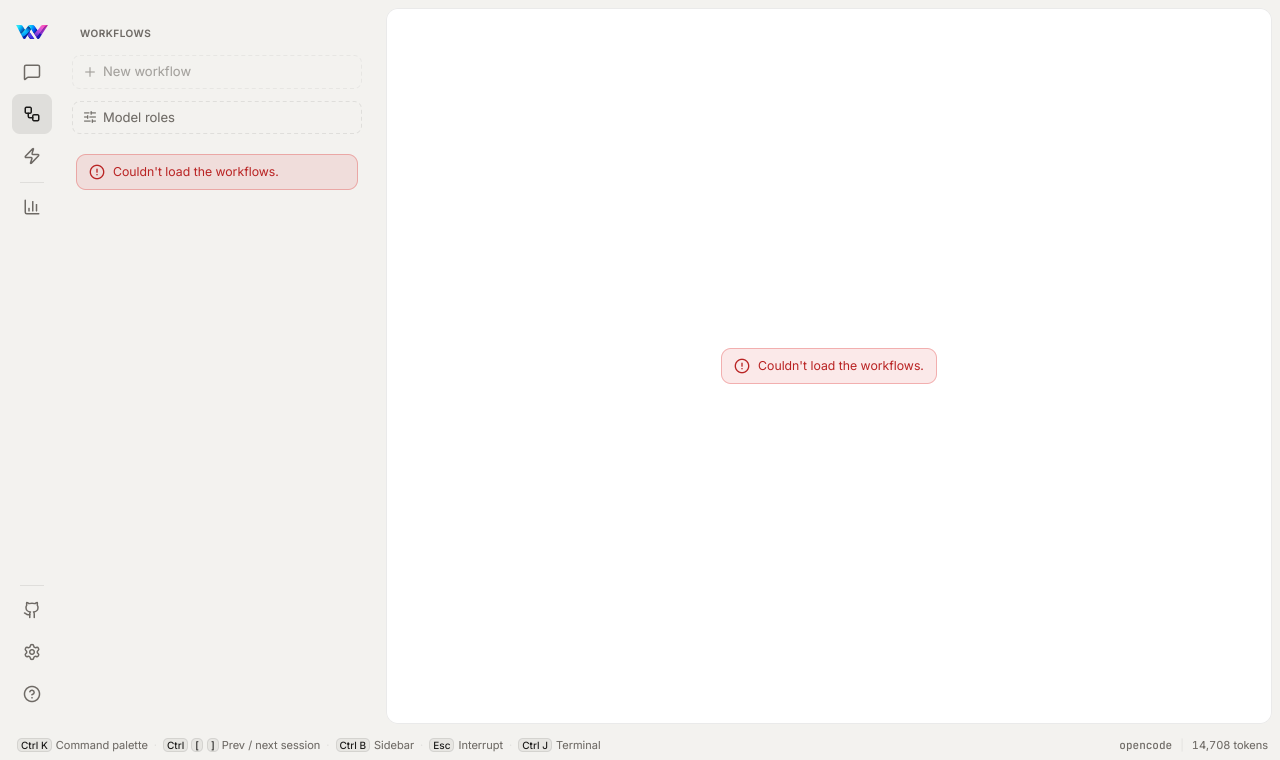 WORKFLOWS
New workflow
Model roles
Couldn't load the workflows.
Couldn't load the workflows.
Ctrl K Command palette Ctrl [ ] Prev / next session Ctrl B Sidebar Esc Interrupt Ctrl J Terminal opencode 14,708 tokens